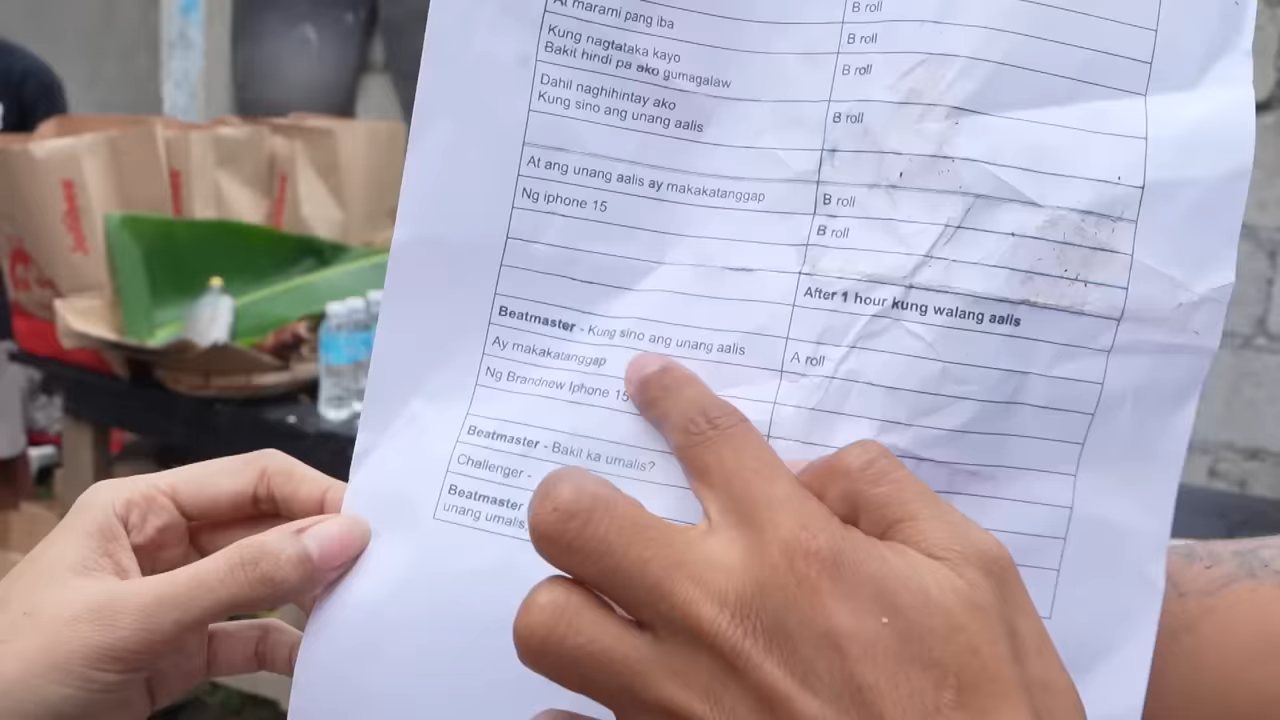 At marami pang iba
B roll
B roll
Kung nagtataka kayo
Bakit hindi pa ako gumagalaw
B roll
Dahil naghihintay ako
Kung sino ang unang aalis
B roll
At ang unang aalis ay makakatanggap
B roll
Ng iphone 15
B roll
After 1 hour kung walang aalis
Beatmaster - Kung sino ang unang aalis
A roll
Ay makakatanggap
Ng Brandnew Iphone 15
Beatmaster - Bakit ka umalis?
Challenger -
Beatmaster
unang umalis,
Jollibee